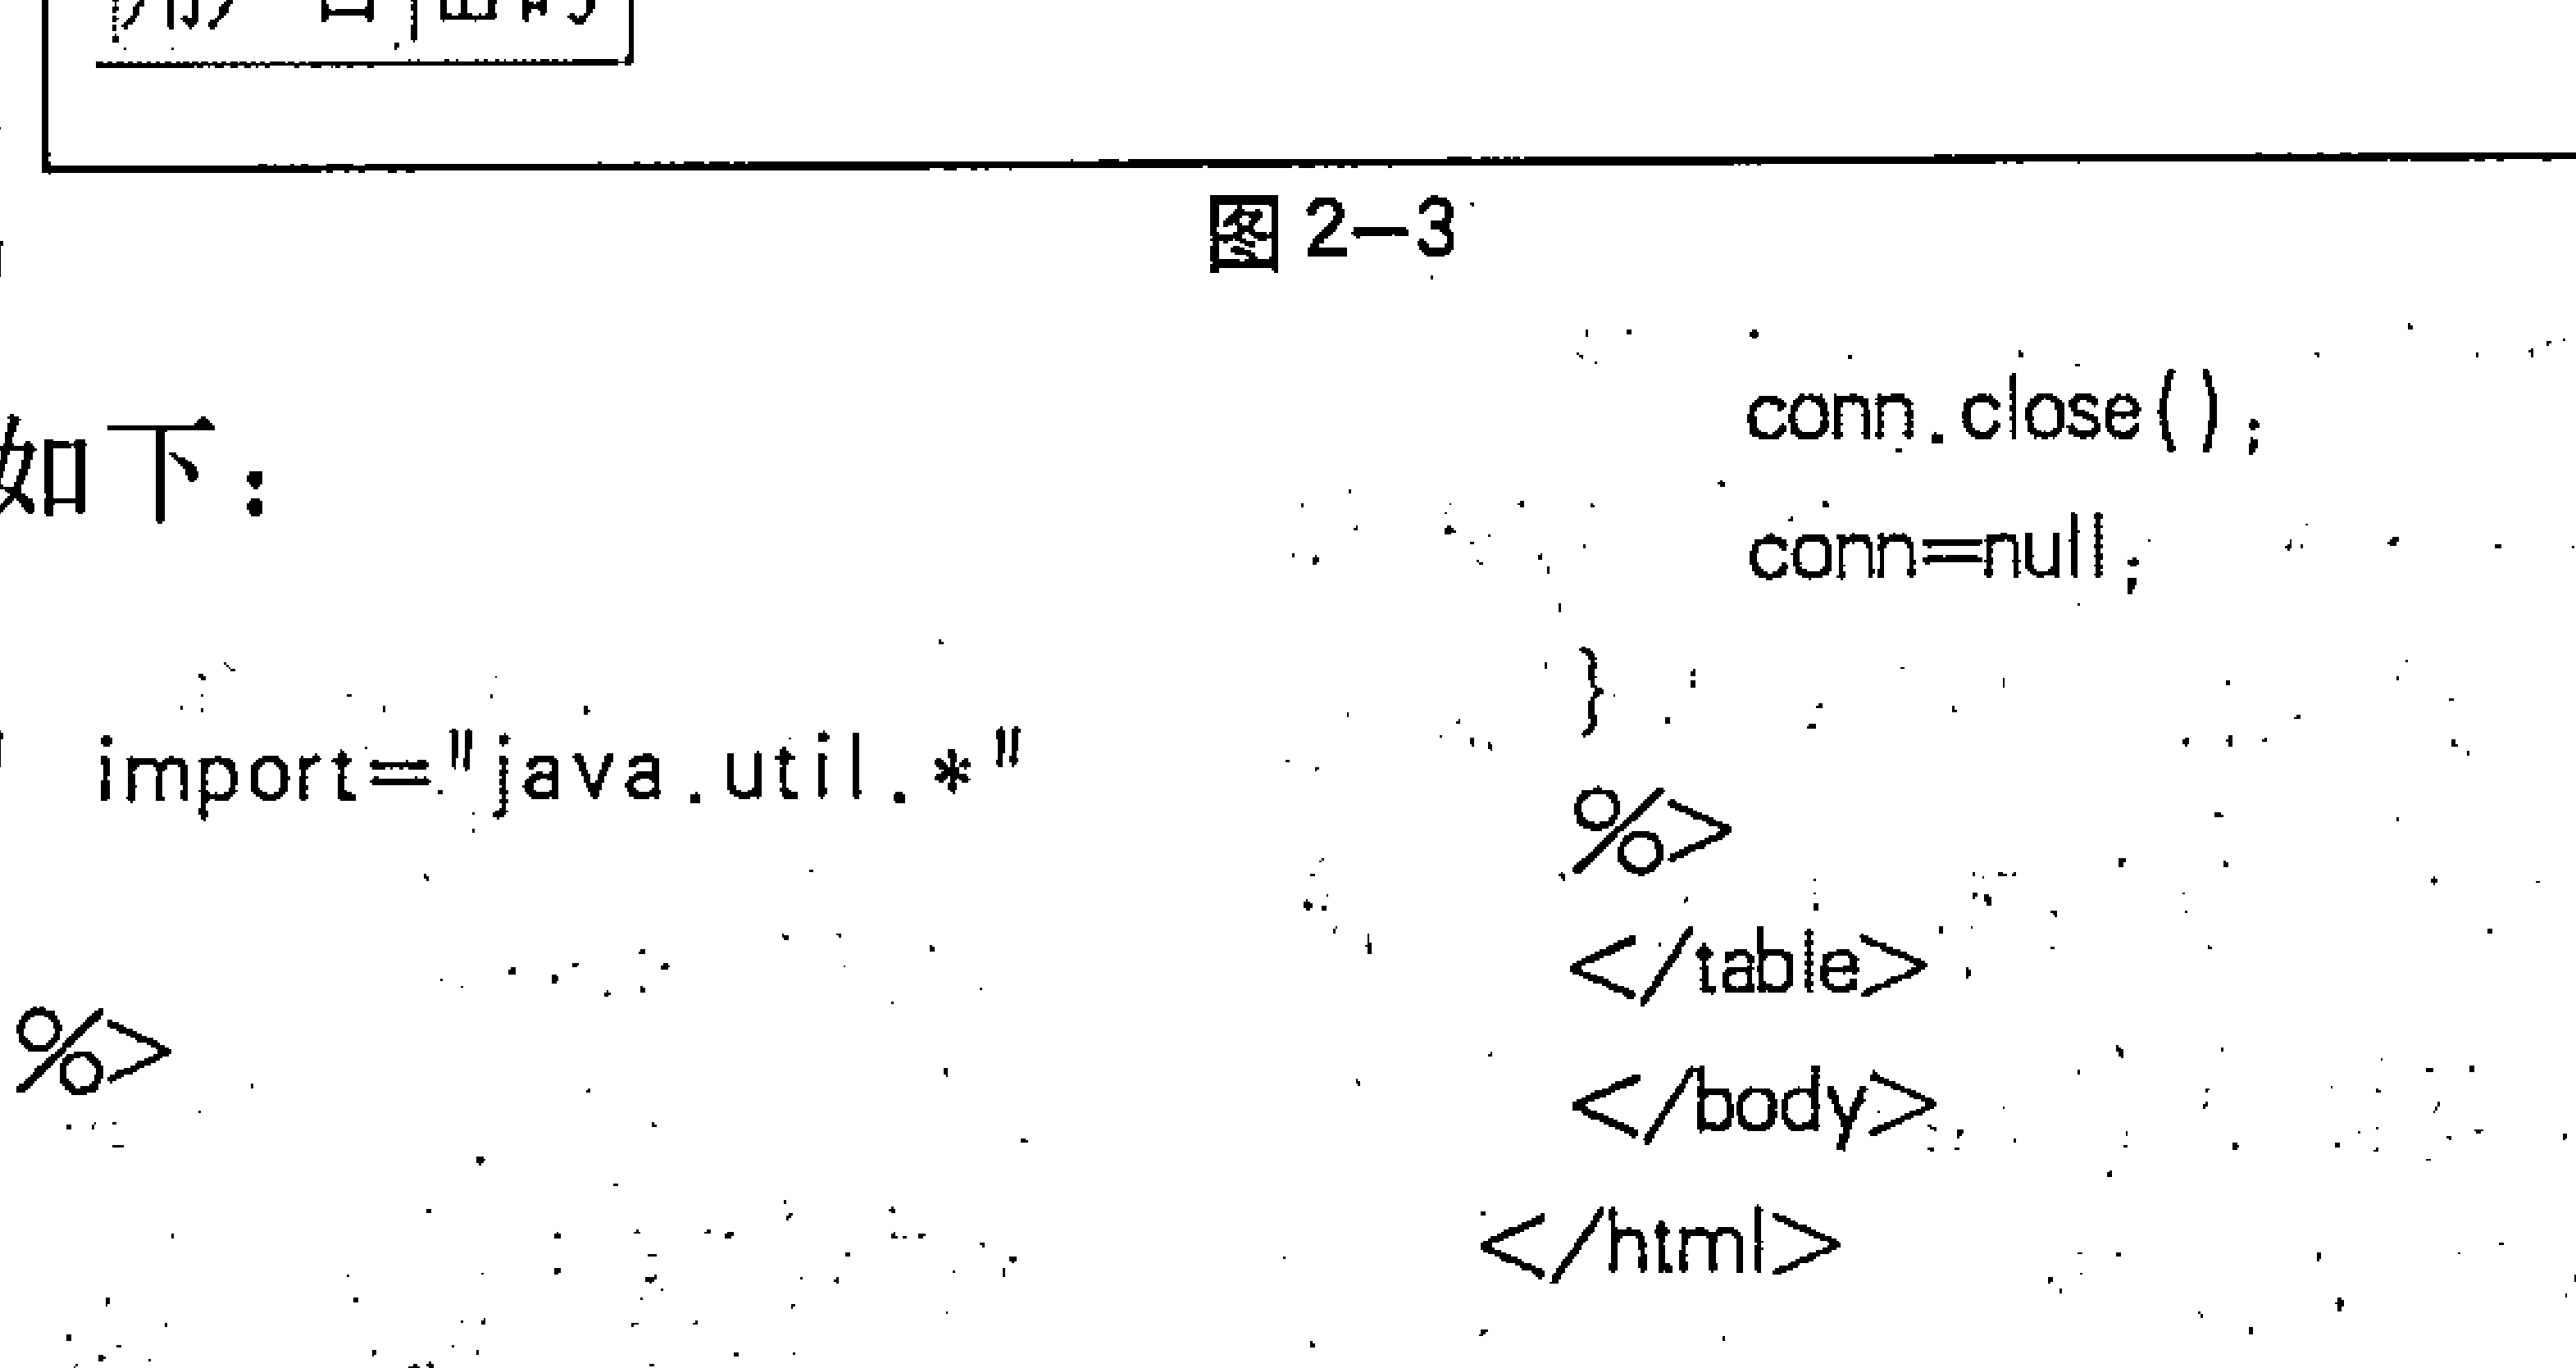 图 2-3
如下:
import="java.util.*"
%>
conn.close();
conn=null;
}
%>
</table>
</body>
</html>